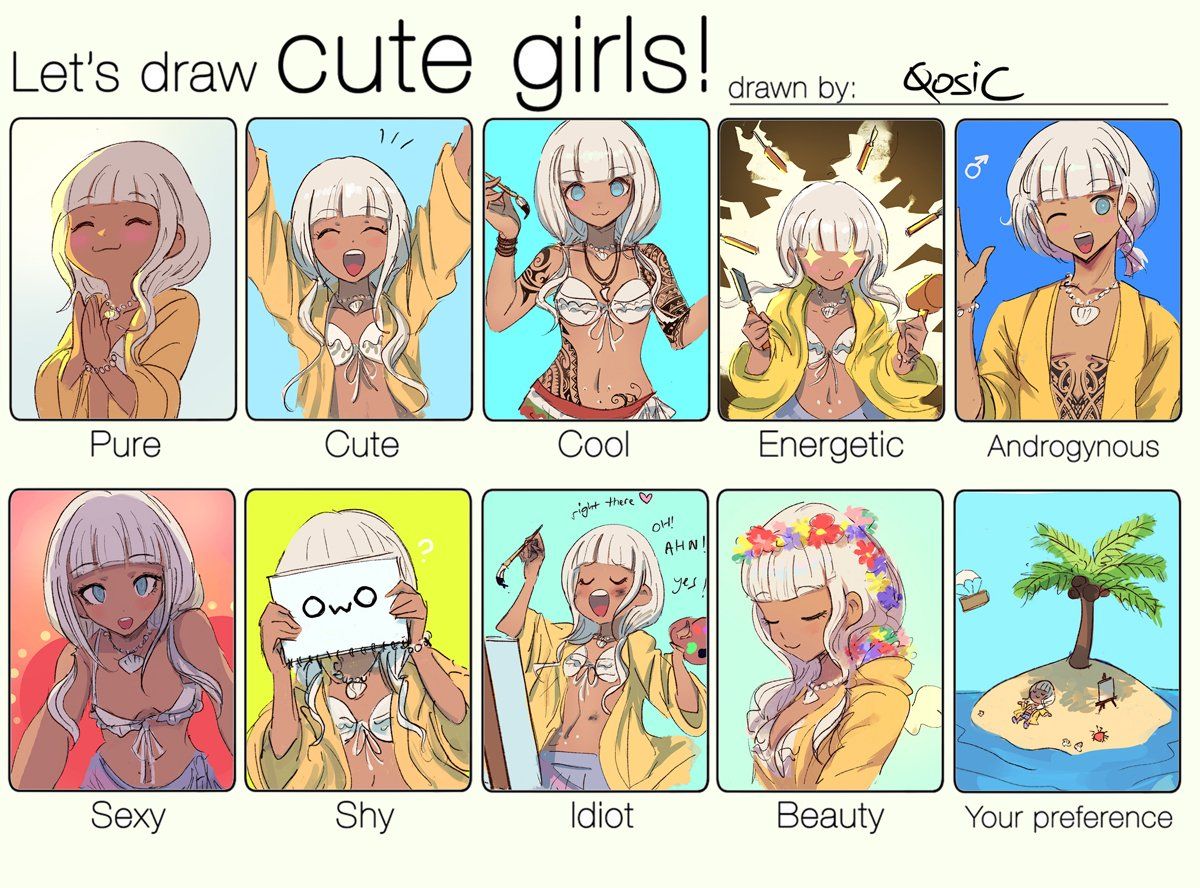 Let's draw cute girls! drawn by: QosiC
Pure
Cute
Cool
Energetic
Androgynous
OwO
?
right there ♡
OH!
AHN!
yes!
Sexy
Shy
Idiot
Beauty
Your preference